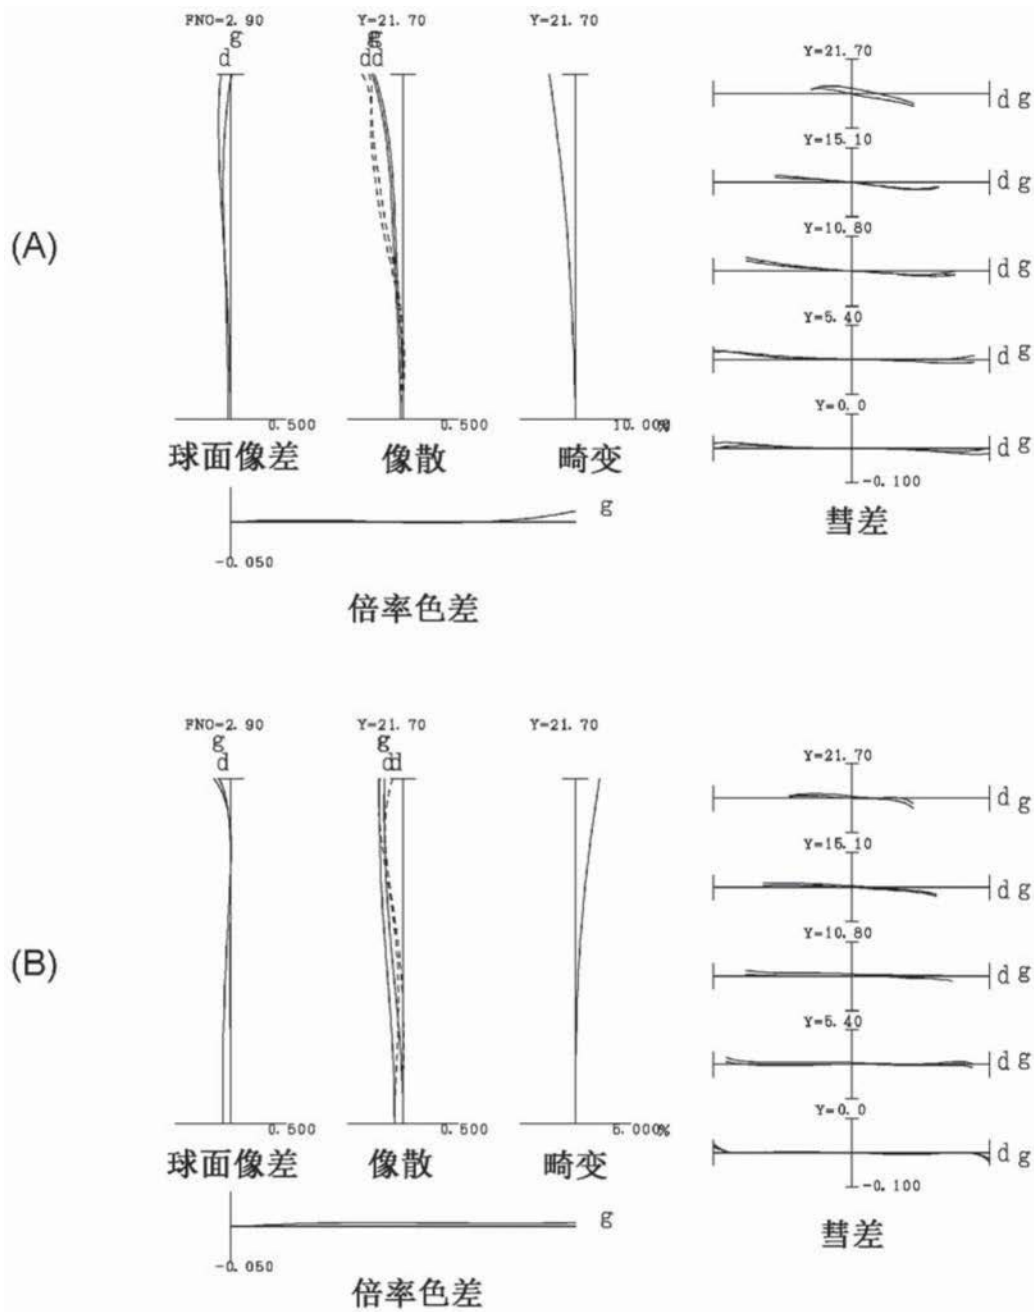 FNO=2.90
Y=21.70
Y=21.70
g
d
g
dd
(A)
0.500
0.500
10.000%
球面像差
像散
畸变
g
-0.050
倍率色差
Y=21.70
d g
Y=15.10
d g
Y=10.80
d g
Y=5.40
d g
Y=0.0
d g
-0.100
彗差
FNO=2.90
Y=21.70
Y=21.70
g
d
g
dd
(B)
0.500
0.500
5.000%
球面像差
像散
畸变
g
-0.050
倍率色差
Y=21.70
d g
Y=15.10
d g
Y=10.80
d g
Y=5.40
d g
Y=0.0
d g
-0.100
彗差